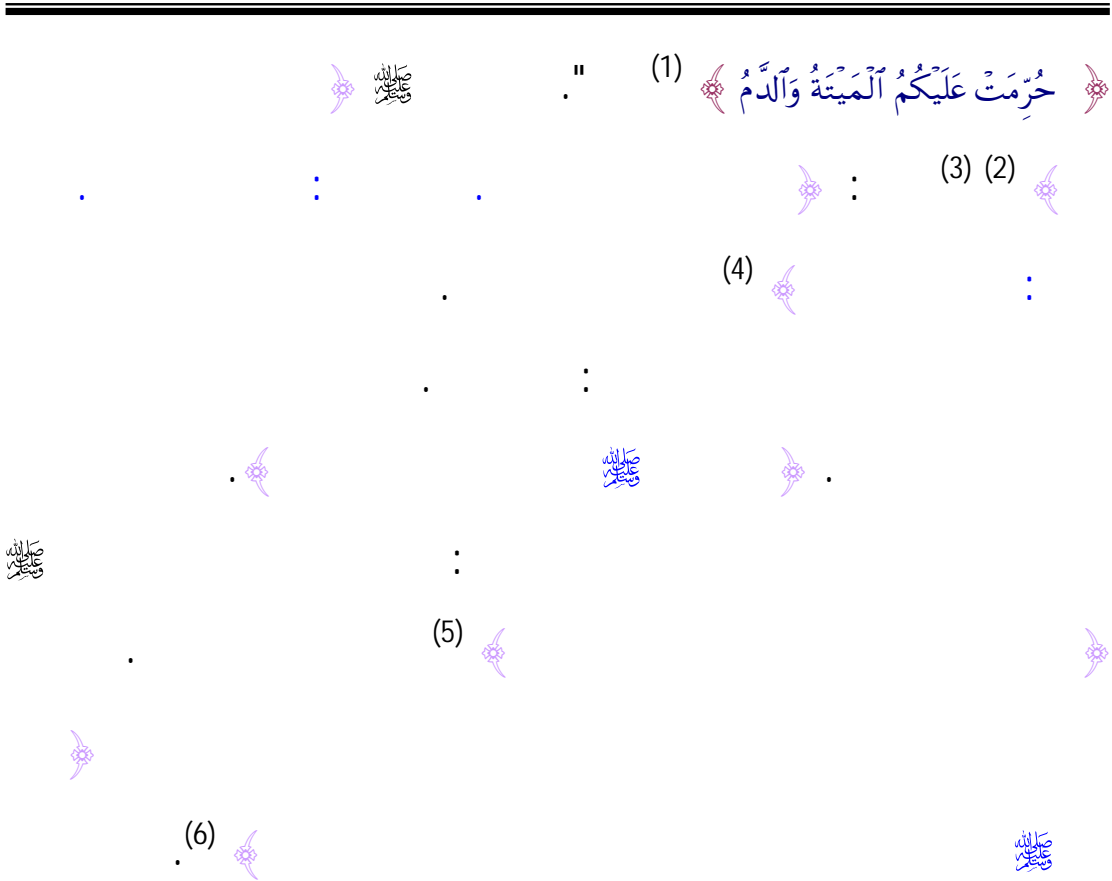 ﴿ حُرِّمَتْ عَلَيْكُمُ ٱلْمَيْتَةُ وَٱلدَّمُ ﴾ (1) ". ﷺ ﴿
﴾ (2) (3) : ﴿ . : .
: ﴾ (4) .
: .
. ﴿ ﷺ ﴾ .
: ﷺ
﴿ ﴾ (5) .
﴿
ﷺ ﴾ (6) .